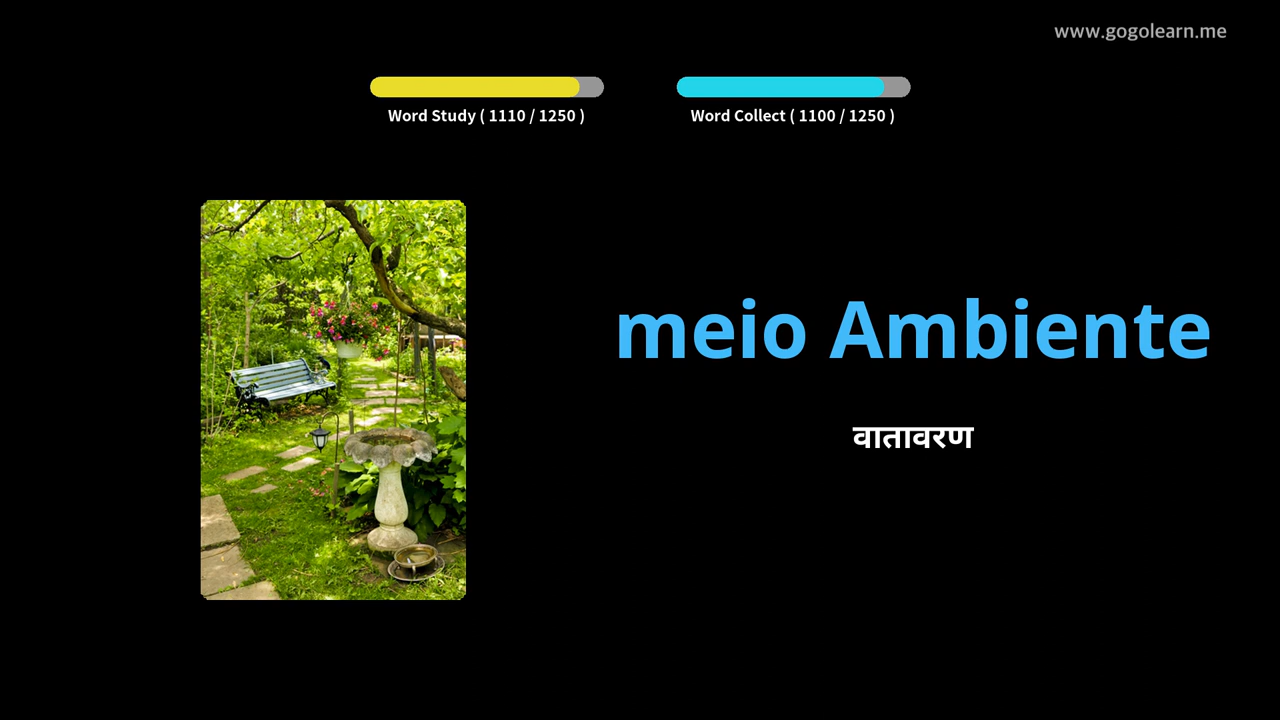 www.gogolearn.me
Word Study ( 1110 / 1250 )
Word Collect ( 1100 / 1250 )
meio Ambiente
वातावरण